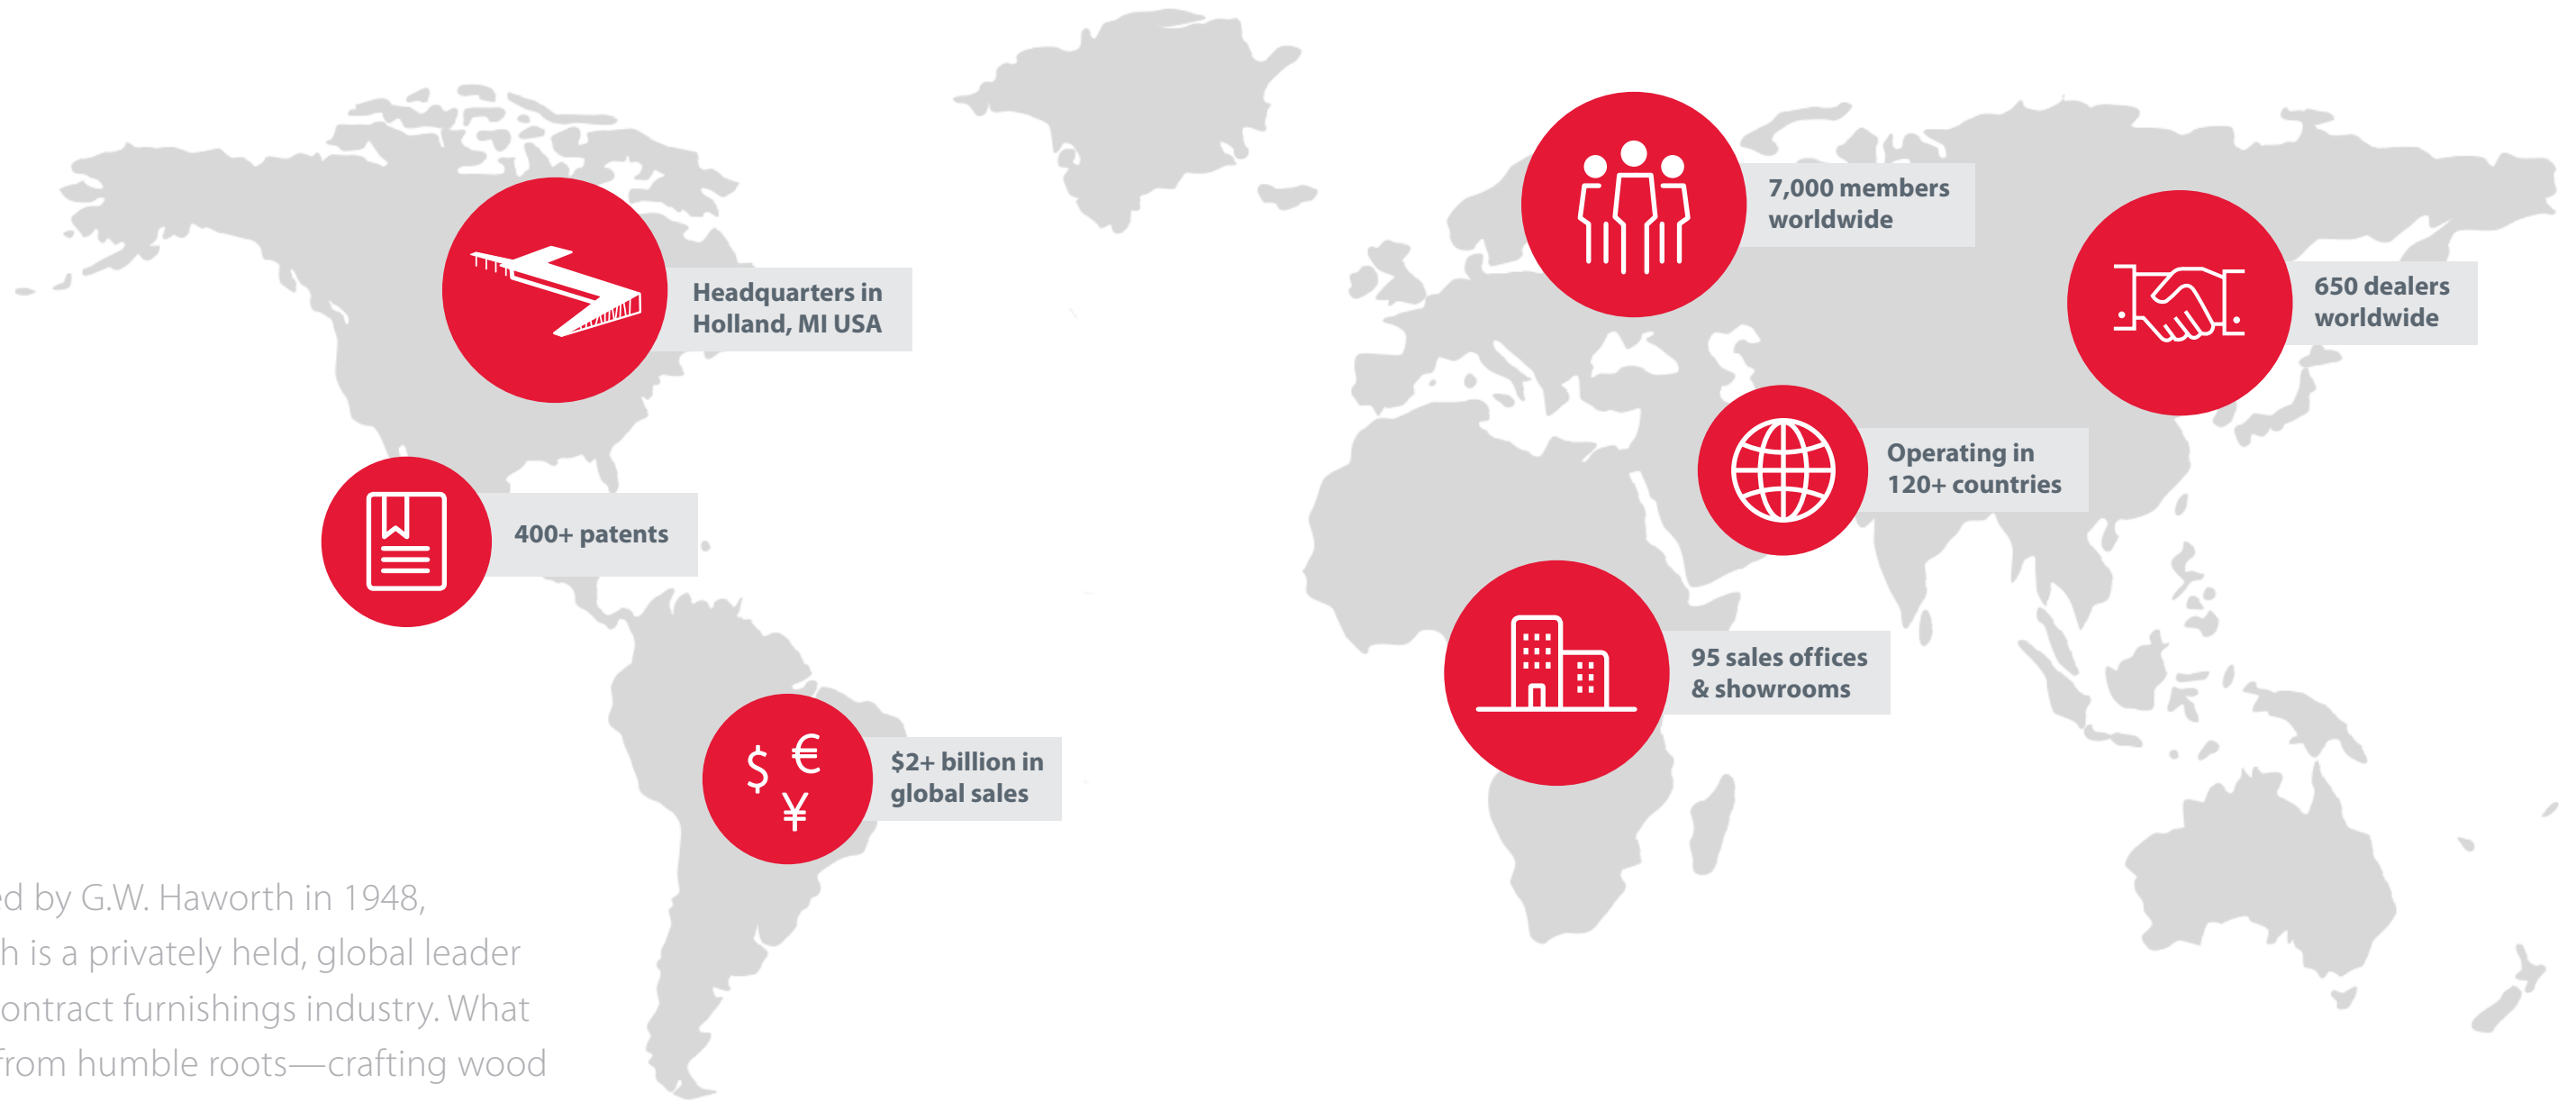 7,000 members
worldwide
650 dealers
worldwide
Headquarters in
Holland, MI USA
Operating in
120+ countries
400+ patents
95 sales offices
& showrooms
$ €
¥
$2+ billion in
global sales
ed by G.W. Haworth in 1948,
h is a privately held, global leader
ontract furnishings industry. What
from humble roots—crafting wood